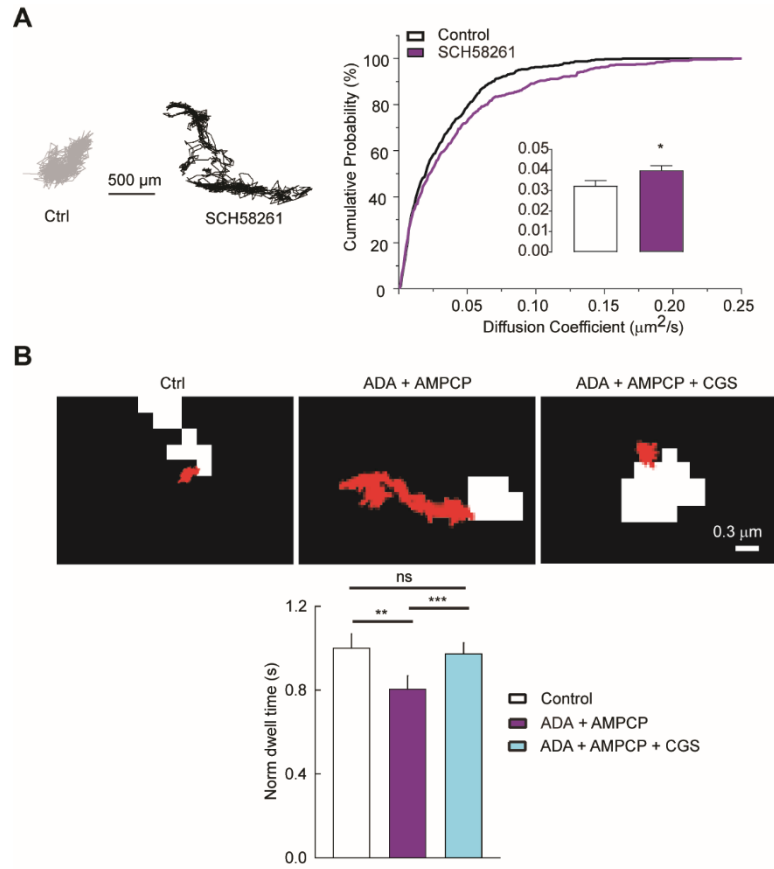 A
Ctrl
500 µm
SCH58261
Control
SCH58261
Cumulative Probability (%)
100
80
60
40
20
0
0.05
0.10
0.15
0.20
0.25
Diffusion Coefficient (µm²/s)
0.05
0.04
0.03
0.02
0.01
0.00
*
B
Ctrl
ADA + AMPCP
ADA + AMPCP + CGS
0.3 µm
ns
**
***
Norm dwell time (s)
1.2
0.8
0.4
0.0
Control
ADA + AMPCP
ADA + AMPCP + CGS